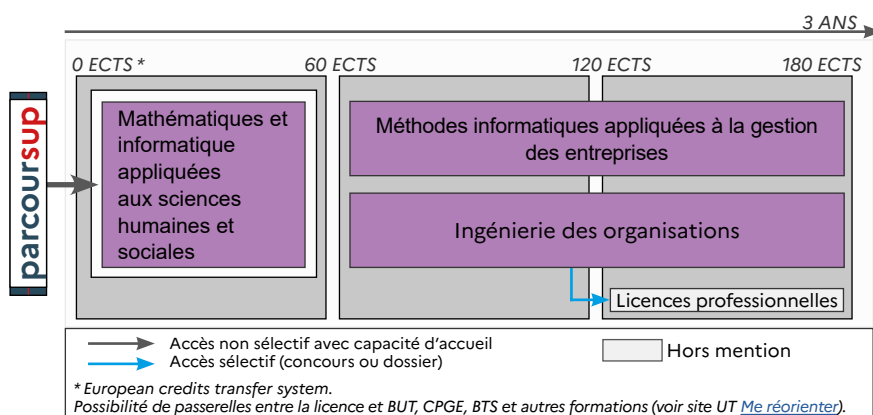 3 ANS
0 ECTS *
60 ECTS
120 ECTS
180 ECTS
parcoursup
Mathématiques et
informatique
appliquées
aux sciences
humaines et
sociales
Méthodes informatiques appliquées à la gestion
des entreprises
Ingénierie des organisations
Licences professionnelles
Accès non sélectif avec capacité d'accueil
Accès sélectif (concours ou dossier)
Hors mention
* European credits transfer system.
Possibilité de passerelles entre la licence et BUT, CPGE, BTS et autres formations (voir site UT Me réorienter).